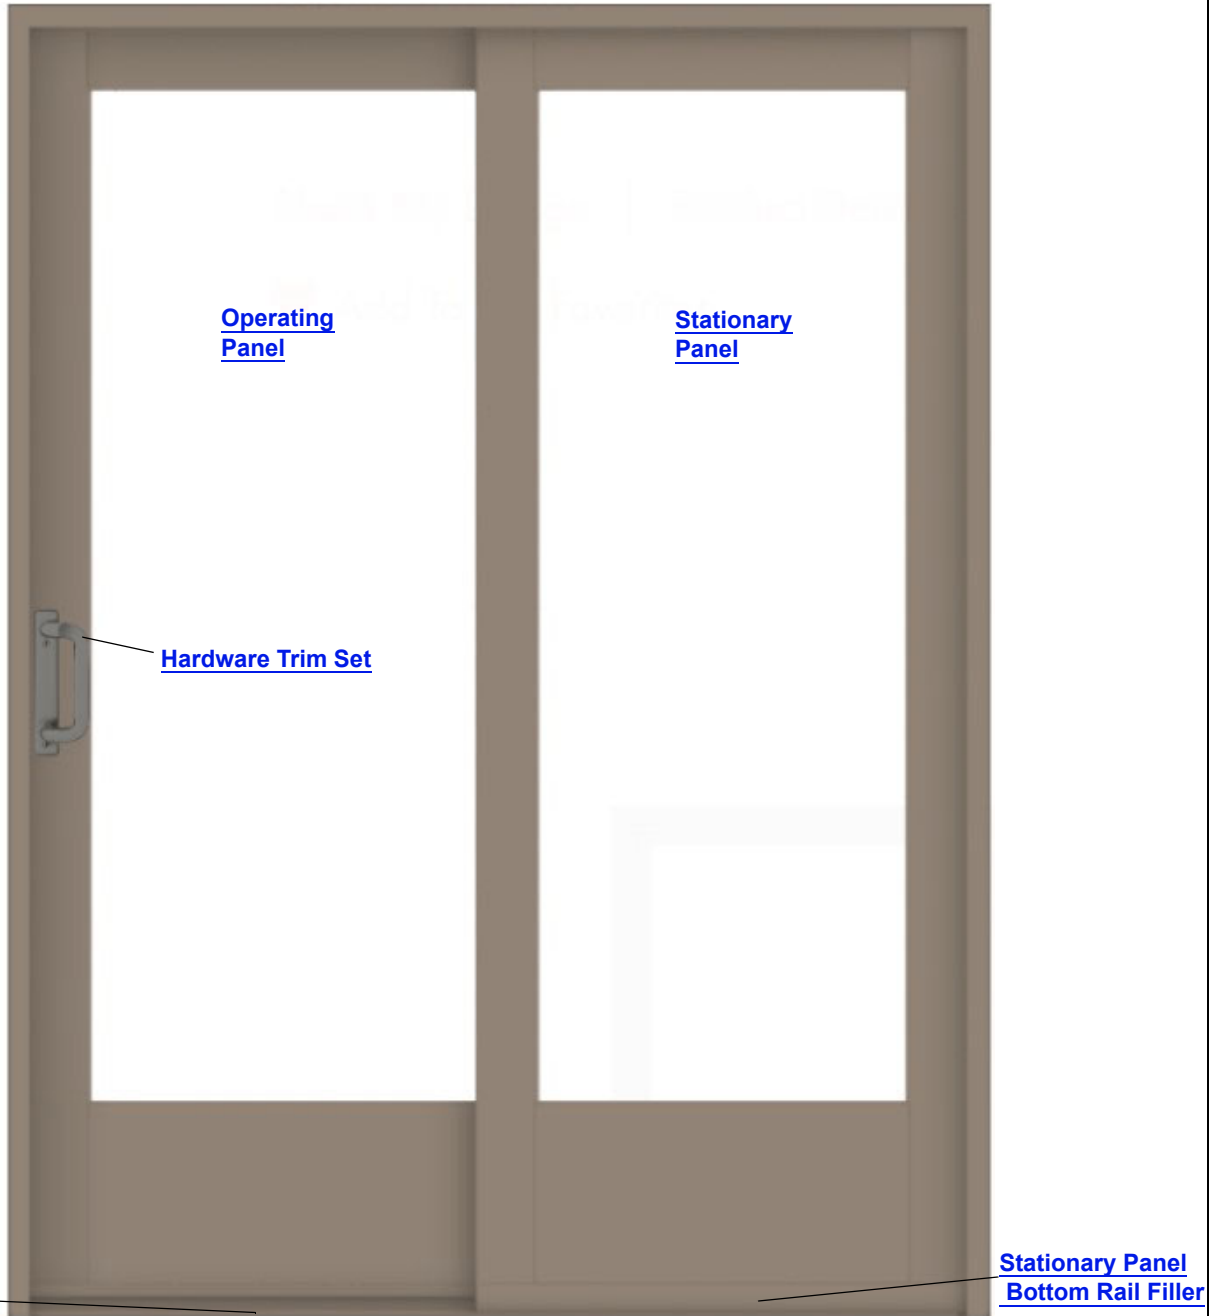 Operating
Panel
Stationary
Panel
Hardware Trim Set
Stationary Panel
Bottom Rail Filler